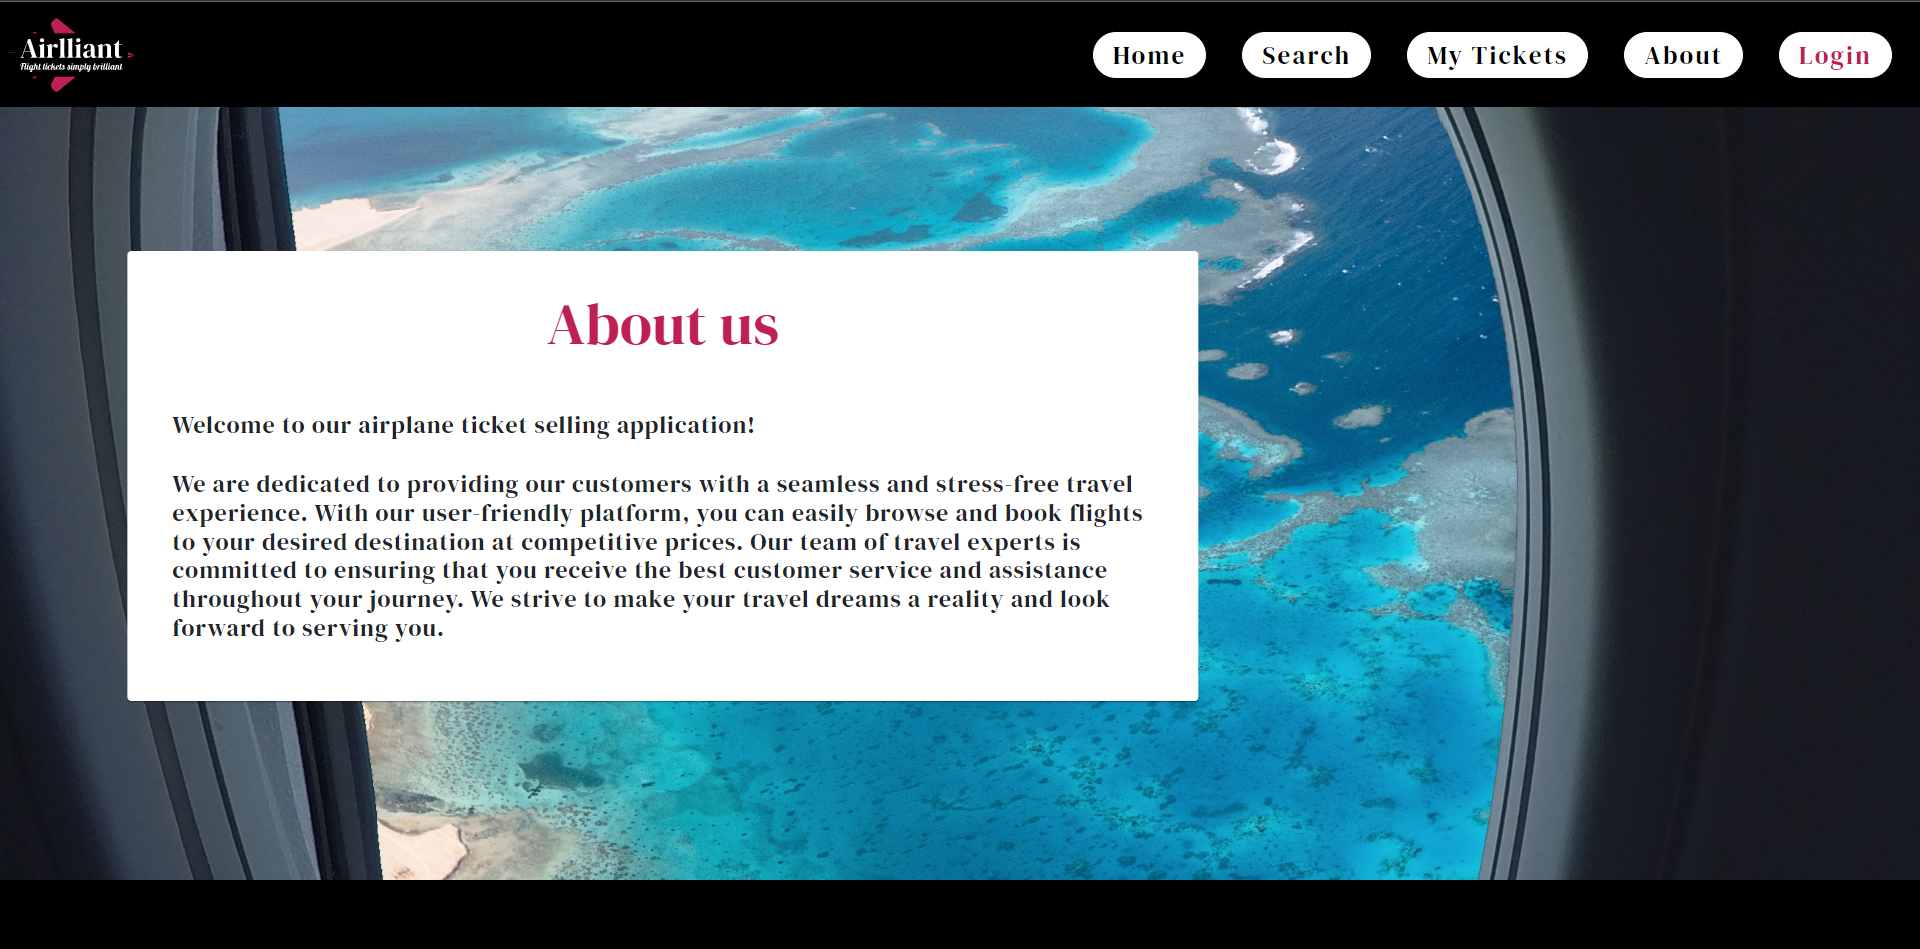 Airlliant
Flight tickets simply brilliant
Home
Search
My Tickets
About
Login
About us
Welcome to our airplane ticket selling application!
We are dedicated to providing our customers with a seamless and stress-free travel
experience. With our user-friendly platform, you can easily browse and book flights
to your desired destination at competitive prices. Our team of travel experts is
committed to ensuring that you receive the best customer service and assistance
throughout your journey. We strive to make your travel dreams a reality and look
forward to serving you.